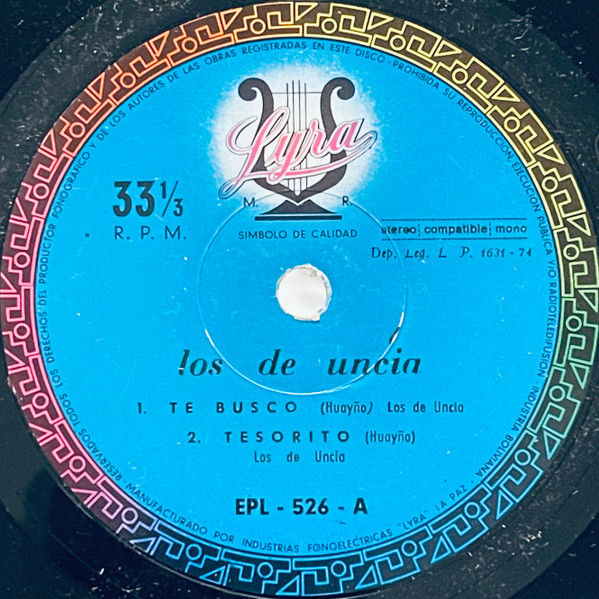 RESERVADOS TODOS LOS DERECHOS DEL PRODUCTOR FONOGRAFICO Y DE LOS AUTORES DE LAS OBRAS REGISTRADAS EN ESTE DISCO - PROHIBIDA SU REPRODUCCION EJECUCION PUBLICA Y/O RADIOTELEDIFUSION - INDUSTRIA BOLIVIANA
Lyra
M. R.
SIMBOLO DE CALIDAD
33 1/3
R. P. M.
stereo compatible mono
Dep. Leg. L P. 1631 - 74
los de uncia
1. TE BUSCO (Huayño) Los de Uncia
2. TESORITO (Huayño)
Los de Uncia
EPL - 526 - A
MANUFACTURADO POR INDUSTRIAS FONOELECTRICAS "LYRA" LA PAZ -